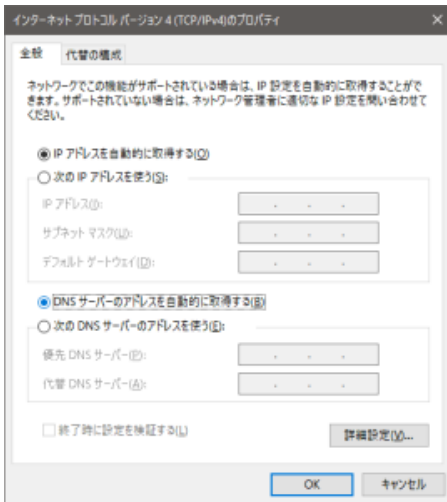 インターネット プロトコル バージョン 4 (TCP/IPv4)のプロパティ
全般
代替の構成
ネットワークでこの機能がサポートされている場合は、IP 設定を自動的に取得することがで
きます。サポートされていない場合は、ネットワーク管理者に適切な IP 設定を問い合わせて
ください。
IP アドレスを自動的に取得する(O)
次の IP アドレスを使う(S):
IP アドレス(I):
サブネット マスク(U):
デフォルト ゲートウェイ(D):
DNS サーバーのアドレスを自動的に取得する(B)
次の DNS サーバーのアドレスを使う(E):
優先 DNS サーバー(P):
代替 DNS サーバー(A):
終了時に設定を検証する(L)
詳細設定(V)...
OK
キャンセル